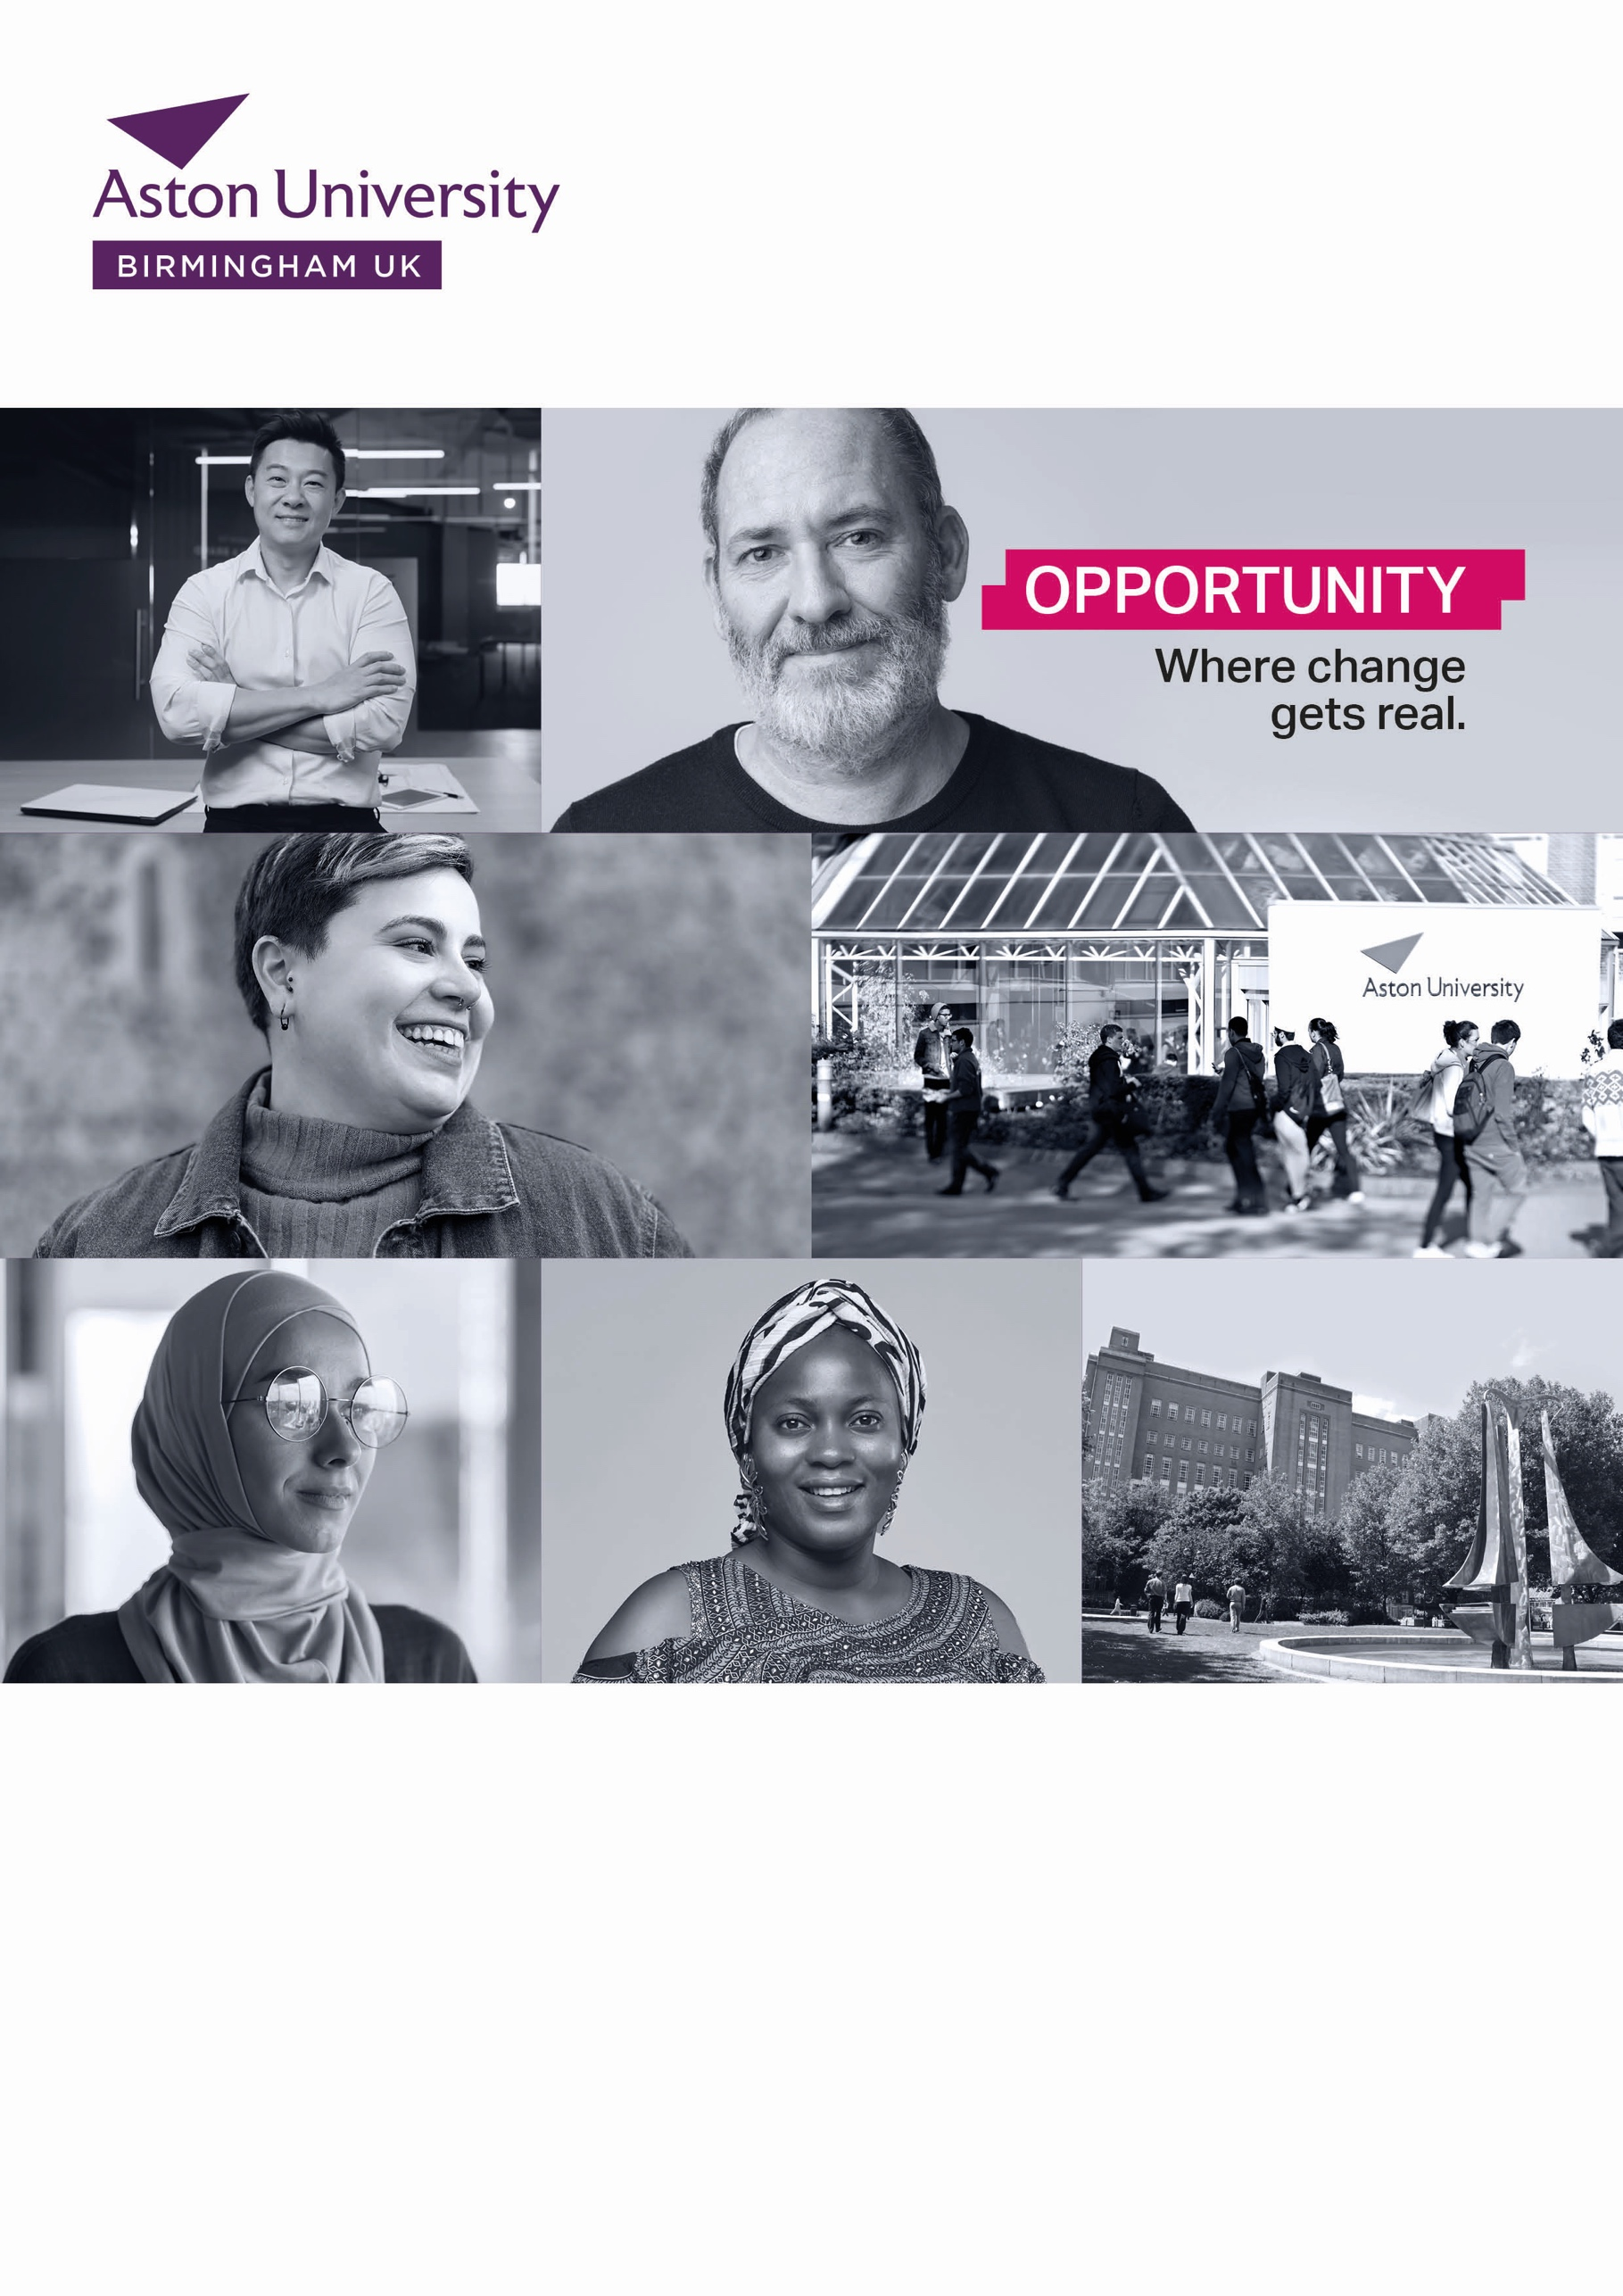 Aston University
BIRMINGHAM UK
OPPORTUNITY
Where change
gets real.
Aston University